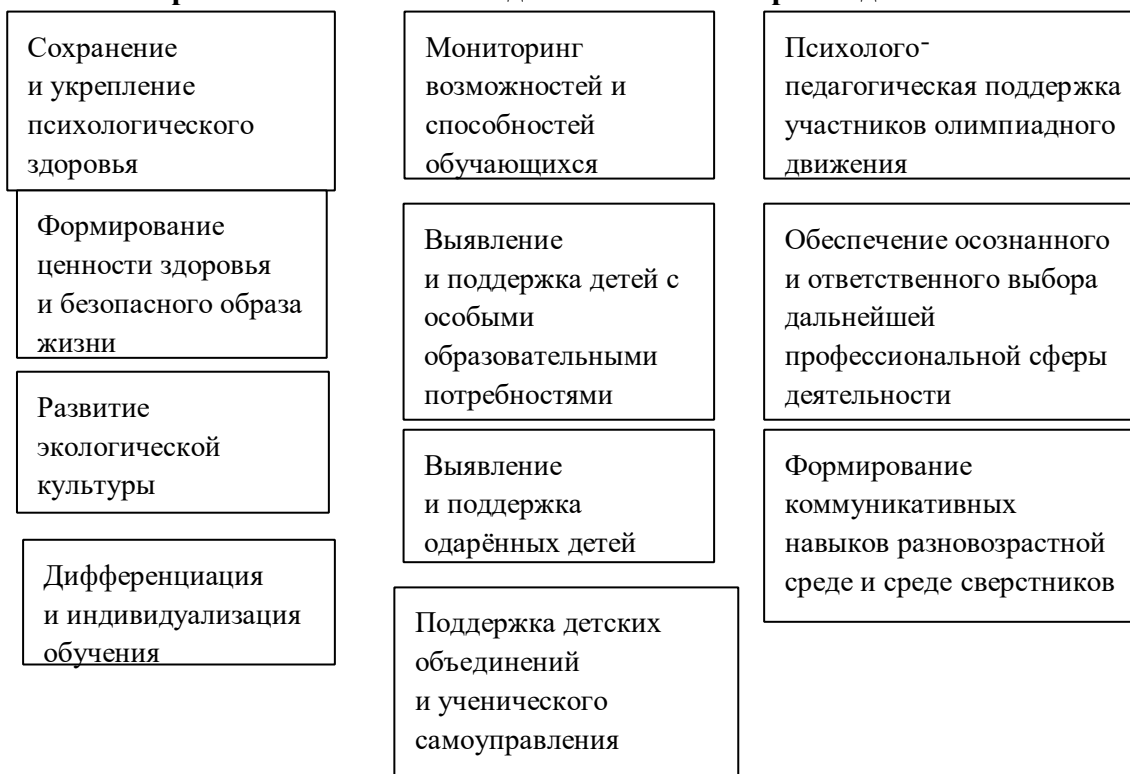 Сохранение
и укрепление
психологического
здоровья
Формирование
ценности здоровья
и безопасного образа
жизни
Развитие
экологической
культуры
Дифференциация
и индивидуализация
обучения
Мониторинг
возможностей и
способностей
обучающихся
Выявление
и поддержка детей с
особыми
образовательными
потребностями
Выявление
и поддержка
одарённых детей
Поддержка детских
объединений
и ученического
самоуправления
Психолого-
педагогическая поддержка
участников олимпиадного
движения
Обеспечение осознанного
и ответственного выбора
дальнейшей
профессиональной сферы
деятельности
Формирование
коммуникативных
навыков разновозрастной
среде и среде сверстников